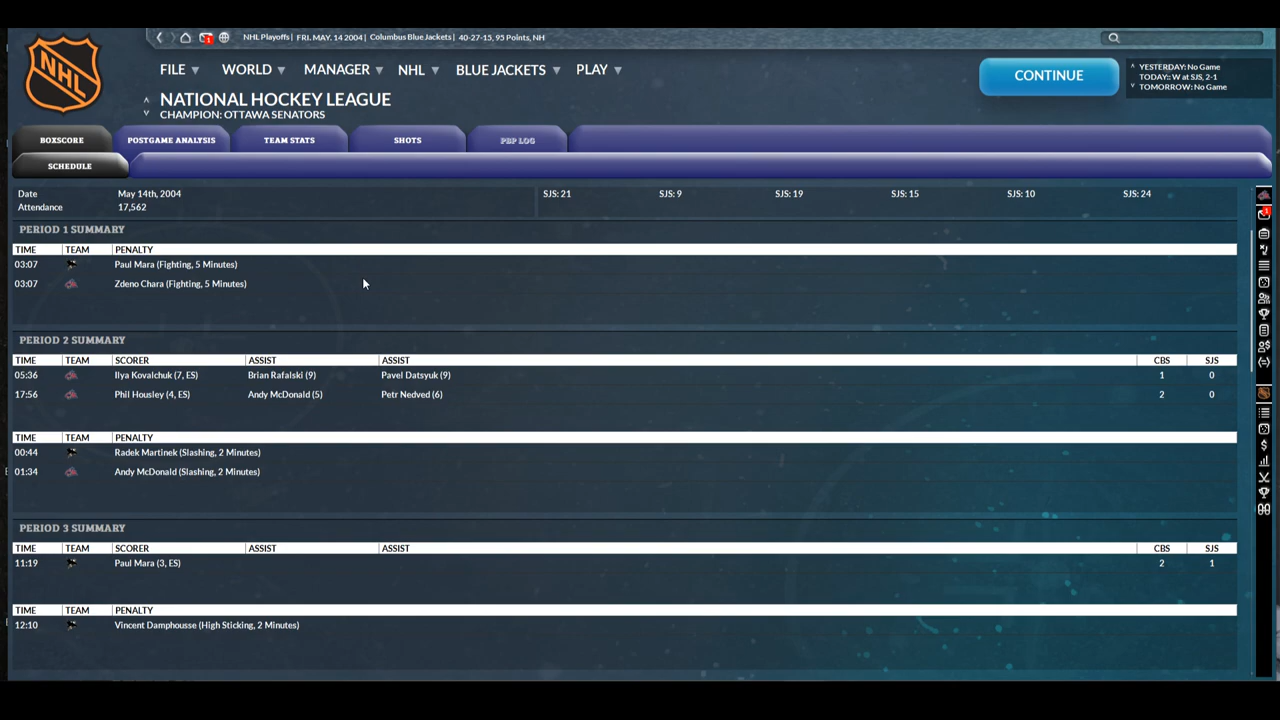 NHL Playoffs | FRI. MAY. 14 2004 | Columbus Blue Jackets | 40-27-15, 95 Points, NH
NHL
FILE WORLD MANAGER NHL BLUE JACKETS PLAY
CONTINUE
YESTERDAY: No Game
TODAY:: W at SJS, 2-1
TOMORROW: No Game
NATIONAL HOCKEY LEAGUE
CHAMPION: OTTAWA SENATORS
BOXSCORE POSTGAME ANALYSIS TEAM STATS SHOTS PBP LOG
SCHEDULE
Date May 14th, 2004 SJS: 21 SJS: 9 SJS: 19 SJS: 15 SJS: 10 SJS: 24
Attendance 17,562
PERIOD 1 SUMMARY
TIME TEAM PENALTY
03:07 Paul Mara (Fighting, 5 Minutes)
03:07 Zdeno Chara (Fighting, 5 Minutes)
PERIOD 2 SUMMARY
TIME TEAM SCORER ASSIST ASSIST CBS SJS
05:36 Ilya Kovalchuk (7, ES) Brian Rafalski (9) Pavel Datsyuk (9) 1 0
17:56 Phil Housley (4, ES) Andy McDonald (5) Petr Nedved (6) 2 0
TIME TEAM PENALTY
00:44 Radek Martinek (Slashing, 2 Minutes)
01:34 Andy McDonald (Slashing, 2 Minutes)
PERIOD 3 SUMMARY
TIME TEAM SCORER ASSIST ASSIST CBS SJS
11:19 Paul Mara (3, ES) 2 1
TIME TEAM PENALTY
12:10 Vincent Damphousse (High Sticking, 2 Minutes)